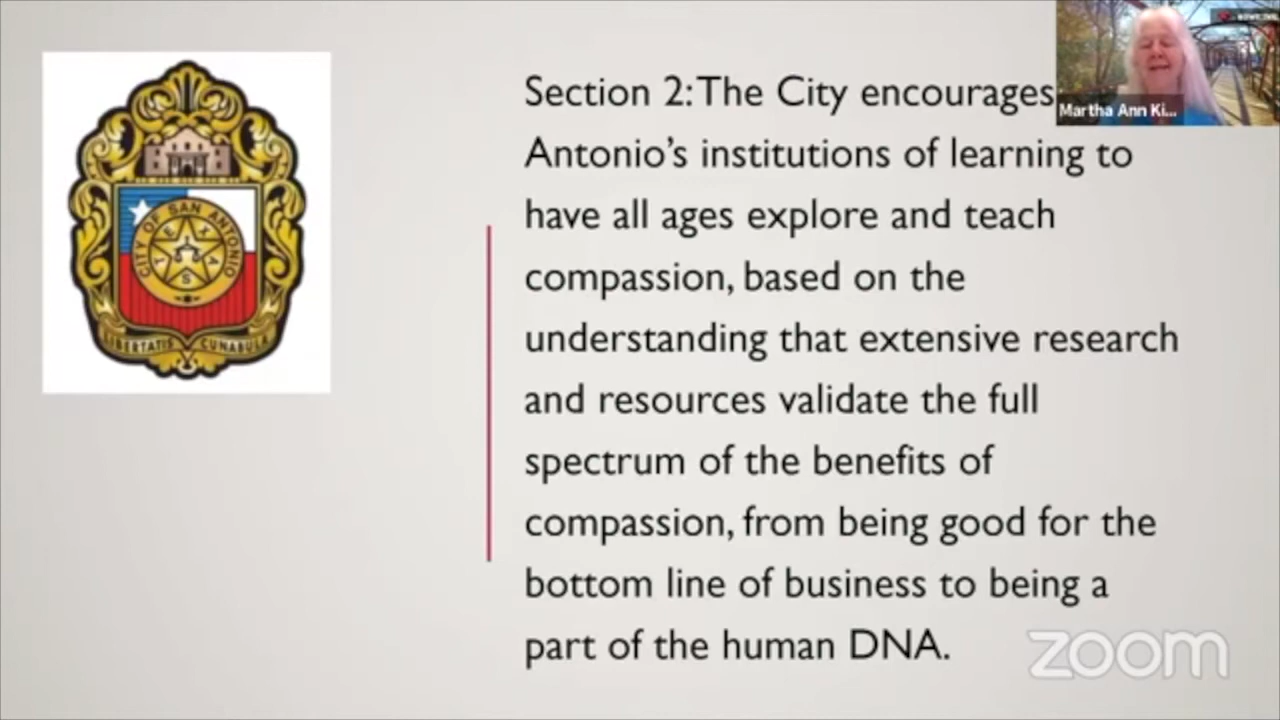 Section 2: The City encourages
Antonio's institutions of learning to
have all ages explore and teach
compassion, based on the
understanding that extensive research
and resources validate the full
spectrum of the benefits of
compassion, from being good for the
bottom line of business to being a
part of the human DNA.
CITY OF SAN ANTONIO
TEXAS
LIBERTATIS CUNABULA
Martha Ann Ki...
zoom